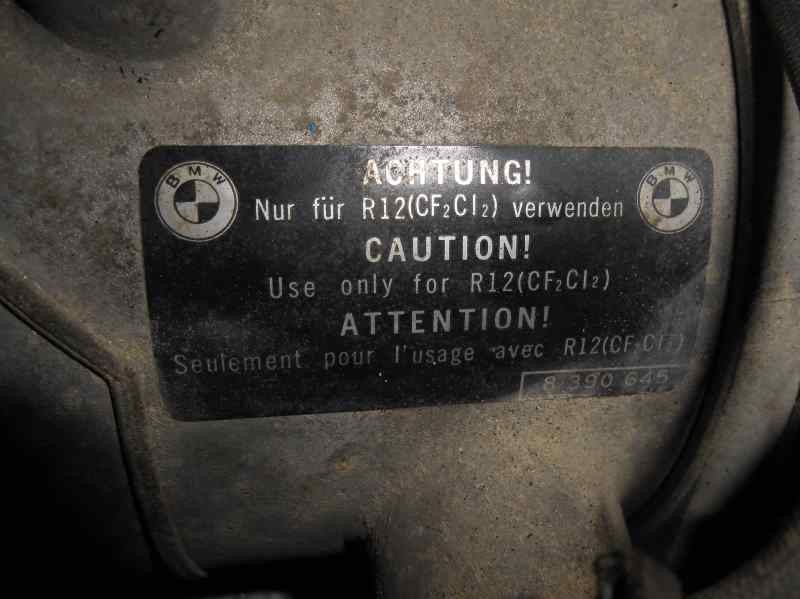 BMW
BMW
ACHTUNG!
Nur für R12(CF₂Cl₂) verwenden
CAUTION!
Use only for R12(CF₂Cl₂)
ATTENTION!
Seulement pour l'usage avec R12(CF₂Cl₂)
8 390 645